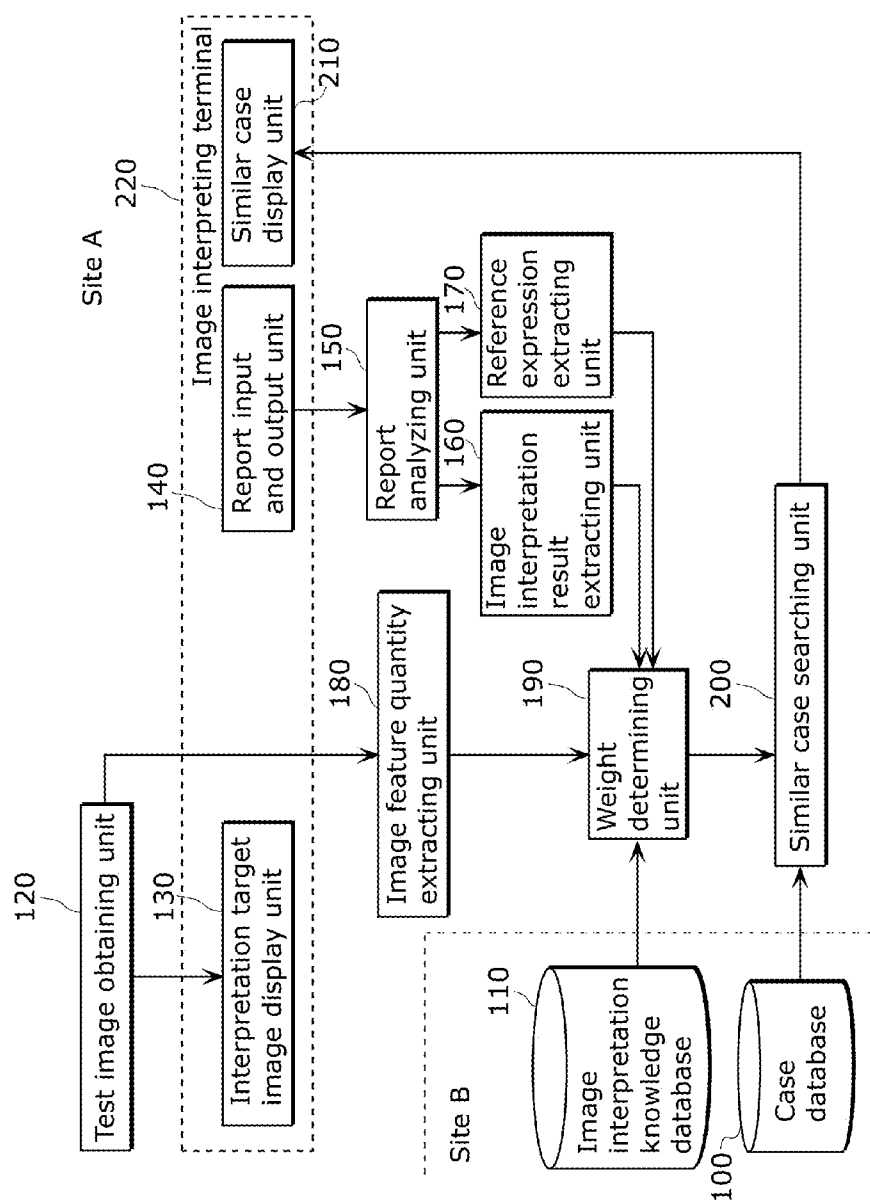 Site A
220
120
Test image obtaining unit
Image interpreting terminal
130
Interpretation target
image display unit
140
Report input
and output unit
Similar case
display unit
210
180
Image feature quantity
extracting unit
150
Report
analyzing unit
160
Image
interpretation
result
extracting unit
170
Reference
expression
extracting
unit
190
Weight
determining
unit
200
Similar case searching unit
Site B
110
Image
interpretation
knowledge
database
100
Case
database